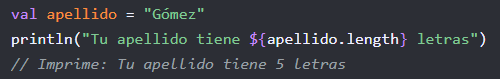 val apellido = "Gómez"
println("Tu apellido tiene ${apellido.length} letras")
// Imprime: Tu apellido tiene 5 letras